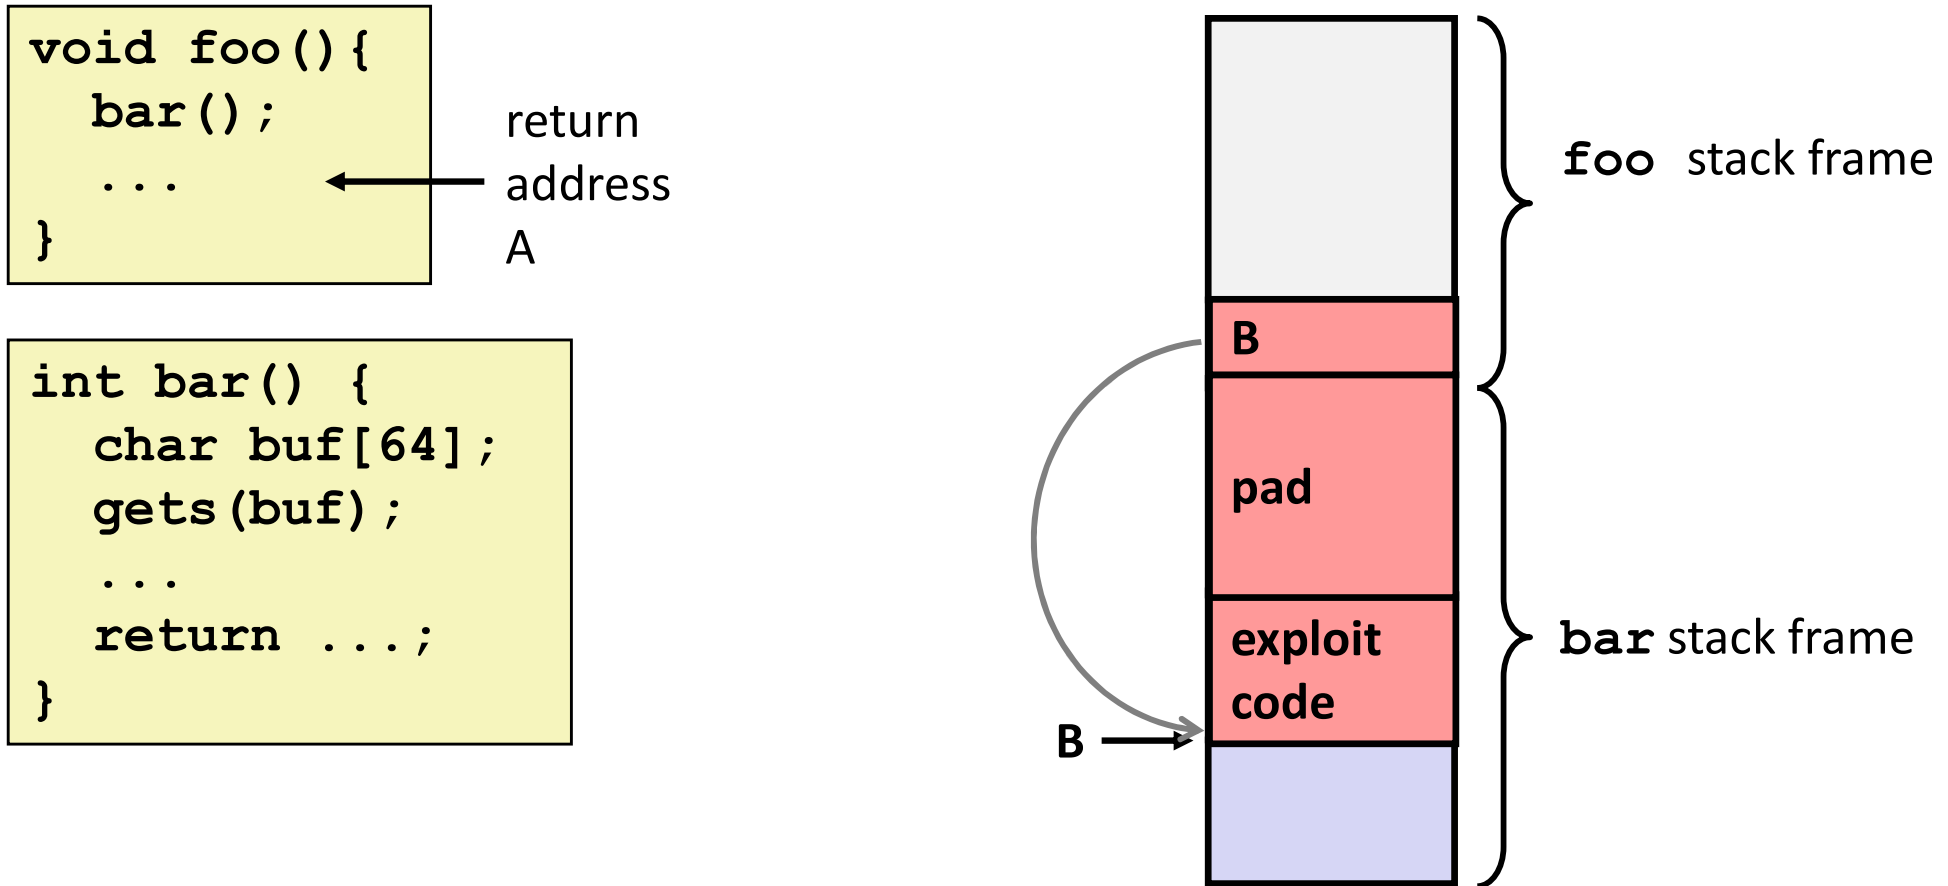 void foo(){
  bar();
  ...
}
return
address
A
int bar() {
  char buf[64];
  gets(buf);
  ...
  return ...;
}
B
pad
exploit
code
B
foo stack frame
bar stack frame